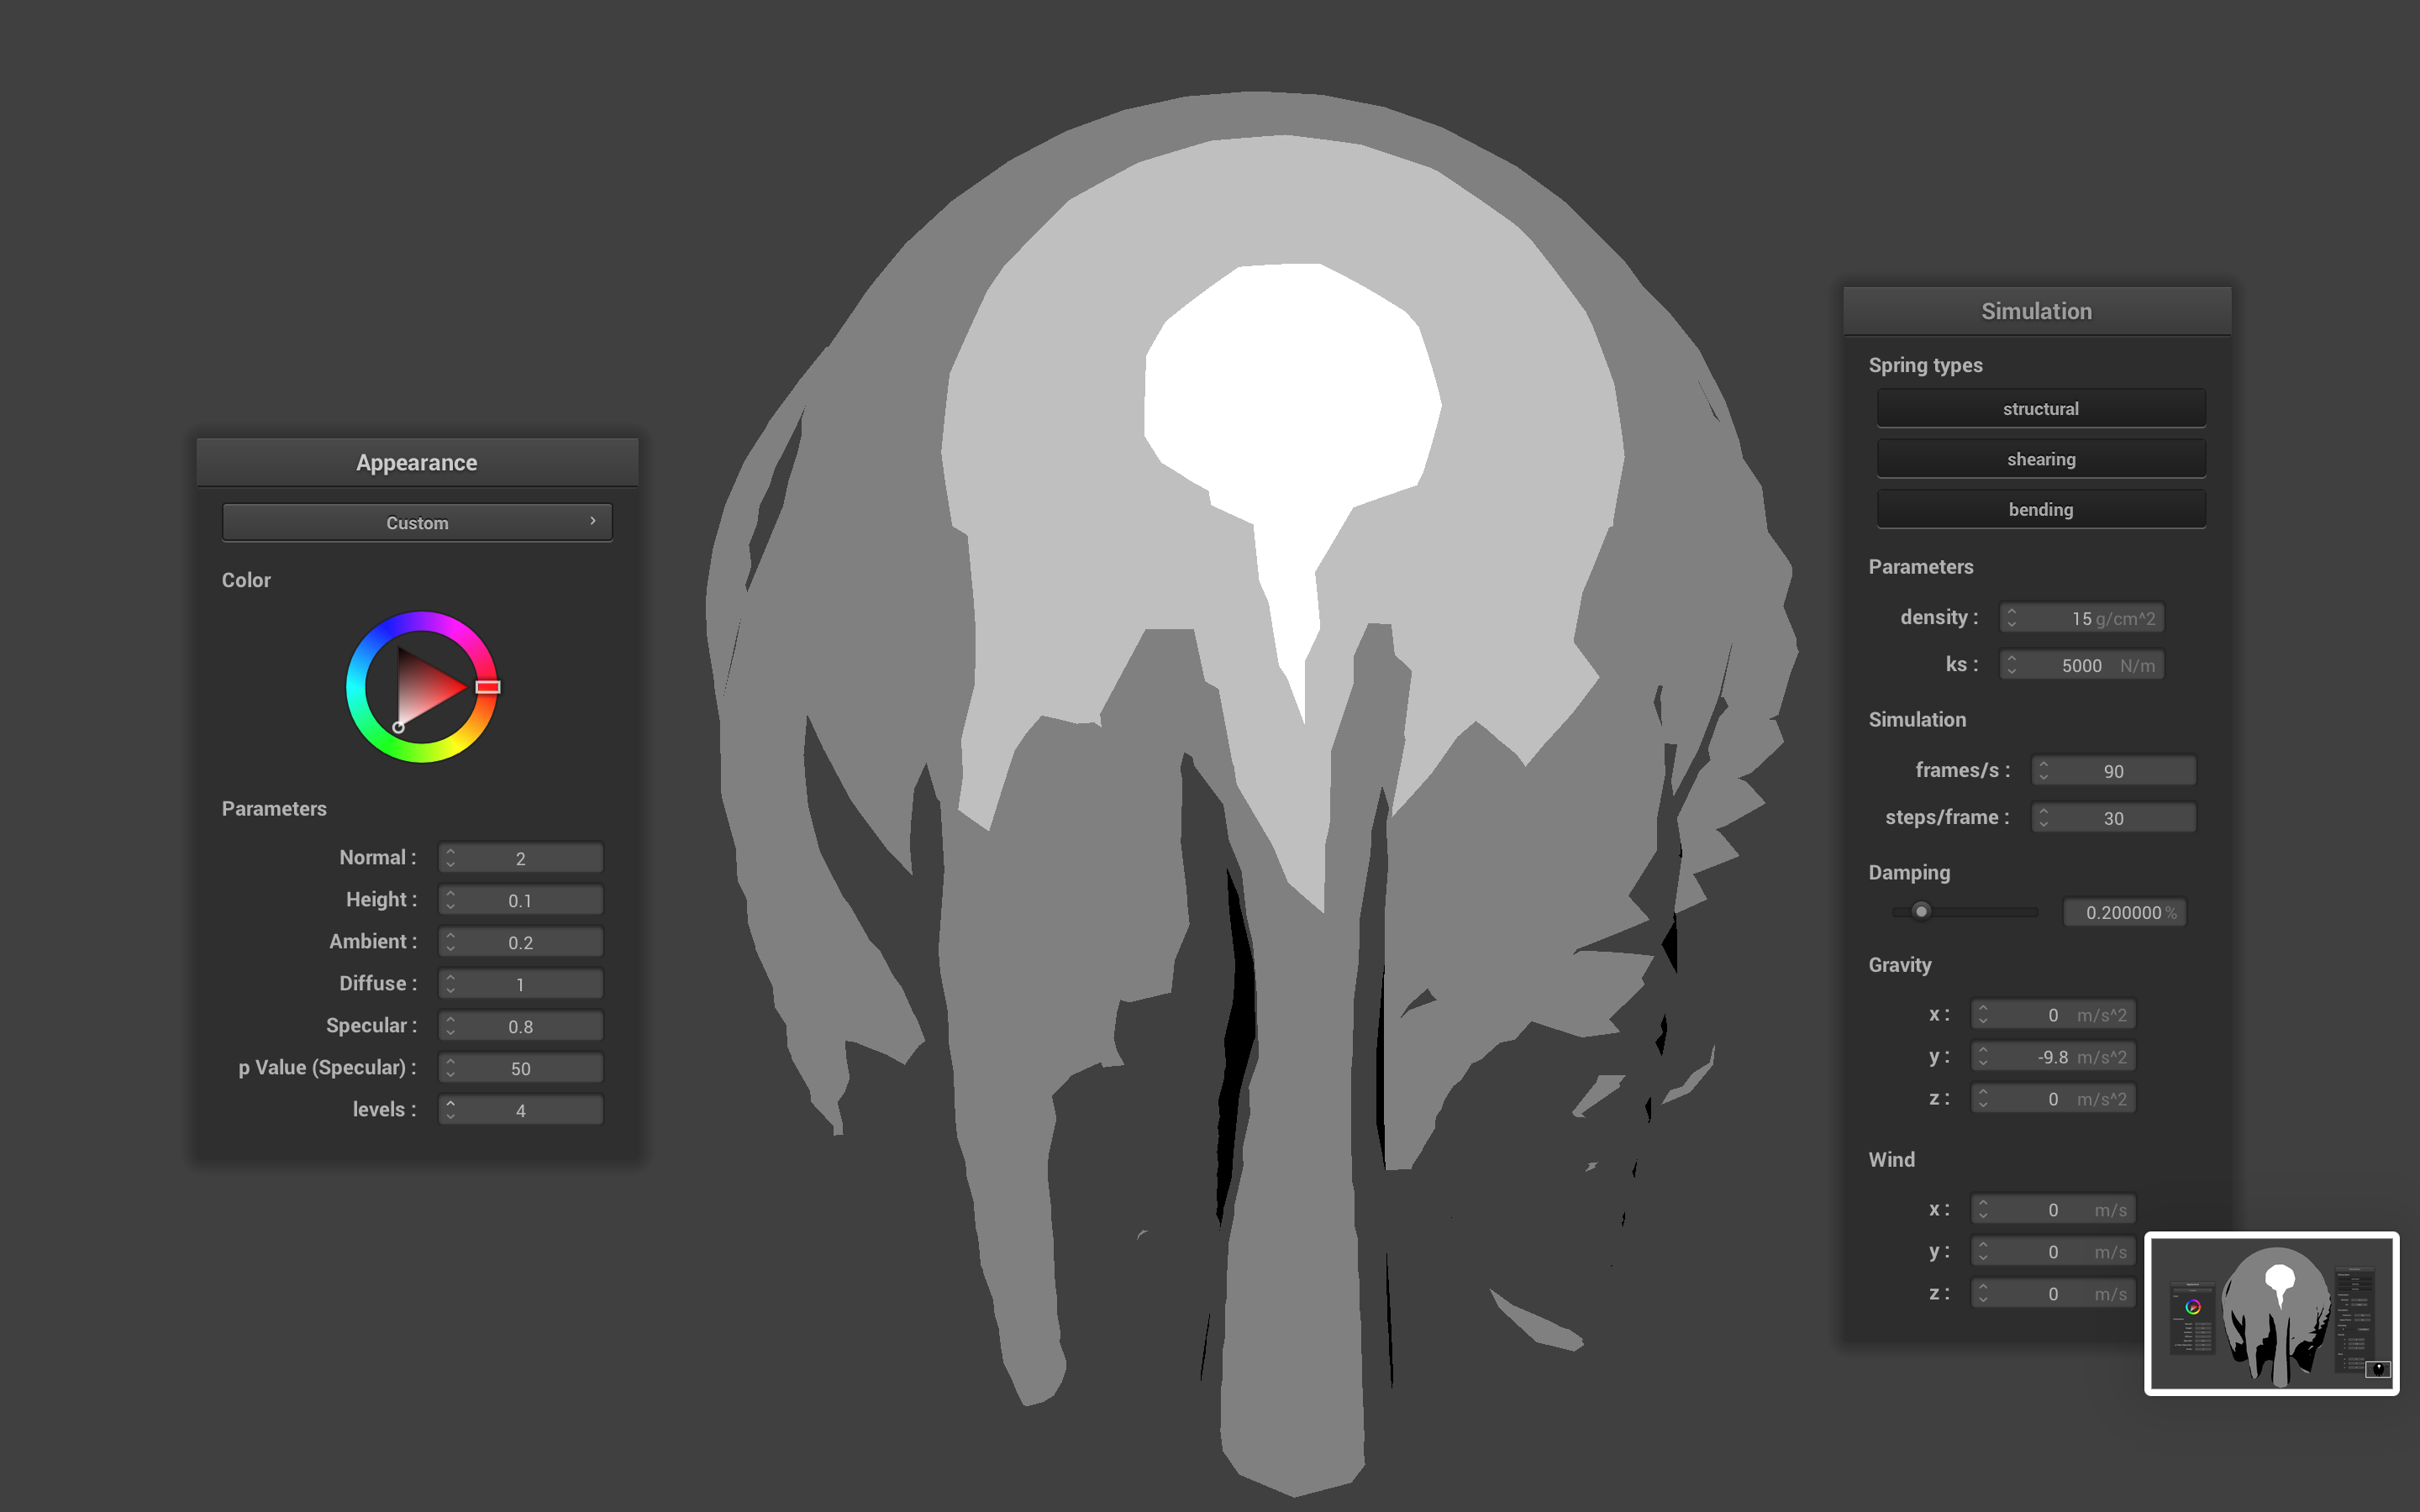 Appearance
Custom
Color
Parameters
Normal : 2
Height : 0.1
Ambient : 0.2
Diffuse : 1
Specular : 0.8
p Value (Specular) : 50
levels : 4
Simulation
Spring types
structural
shearing
bending
Parameters
density : 15 g/cm^2
ks : 5000 N/m
Simulation
frames/s : 90
steps/frame : 30
Damping
0.200000 %
Gravity
x : 0 m/s^2
y : -9.8 m/s^2
z : 0 m/s^2
Wind
x : 0 m/s
y : 0 m/s
z : 0 m/s